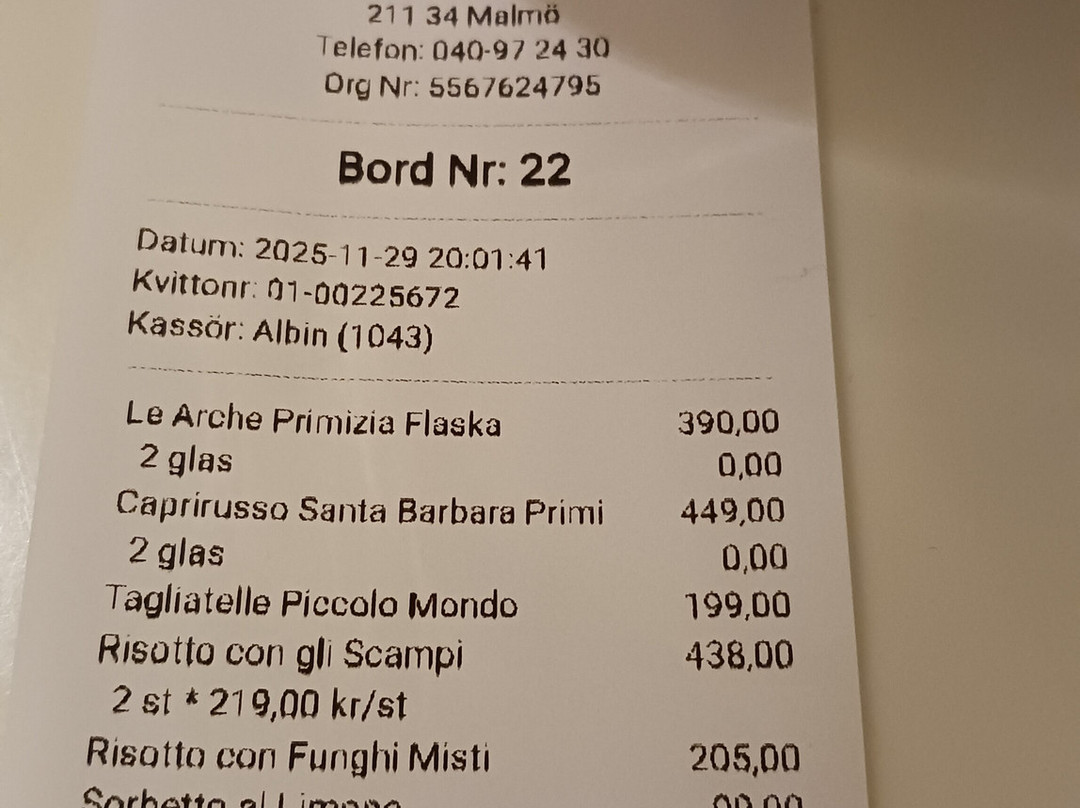 211 34 Malmö
Telefon: 040-97 24 30
Org Nr: 5567624795
Bord Nr: 22
Datum: 2025-11-29 20:01:41
Kvittonr: 01-00225672
Kassör: Albin (1043)
Le Arche Primizia Flaska 390,00
2 glas 0,00
Caprirusso Santa Barbara Primi 449,00
2 glas 0,00
Tagliatelle Piccolo Mondo 199,00
Risotto con gli Scampi 438,00
2 st * 219,00 kr/st
Risotto con Funghi Misti 205,00
Sorbetto al Limone